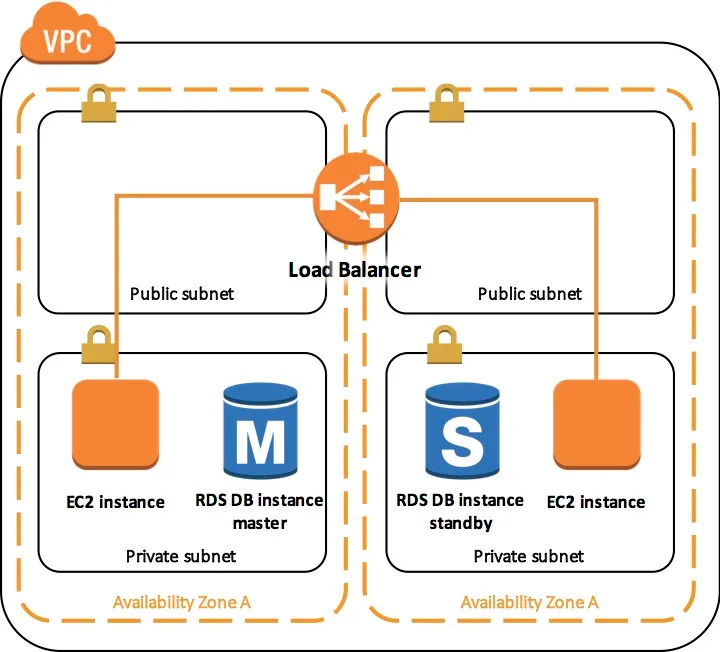 VPC
Load Balancer
Public subnet
Public subnet
M
S
EC2 instance
RDS DB instance
master
RDS DB instance
standby
EC2 instance
Private subnet
Private subnet
Availability Zone A
Availability Zone A